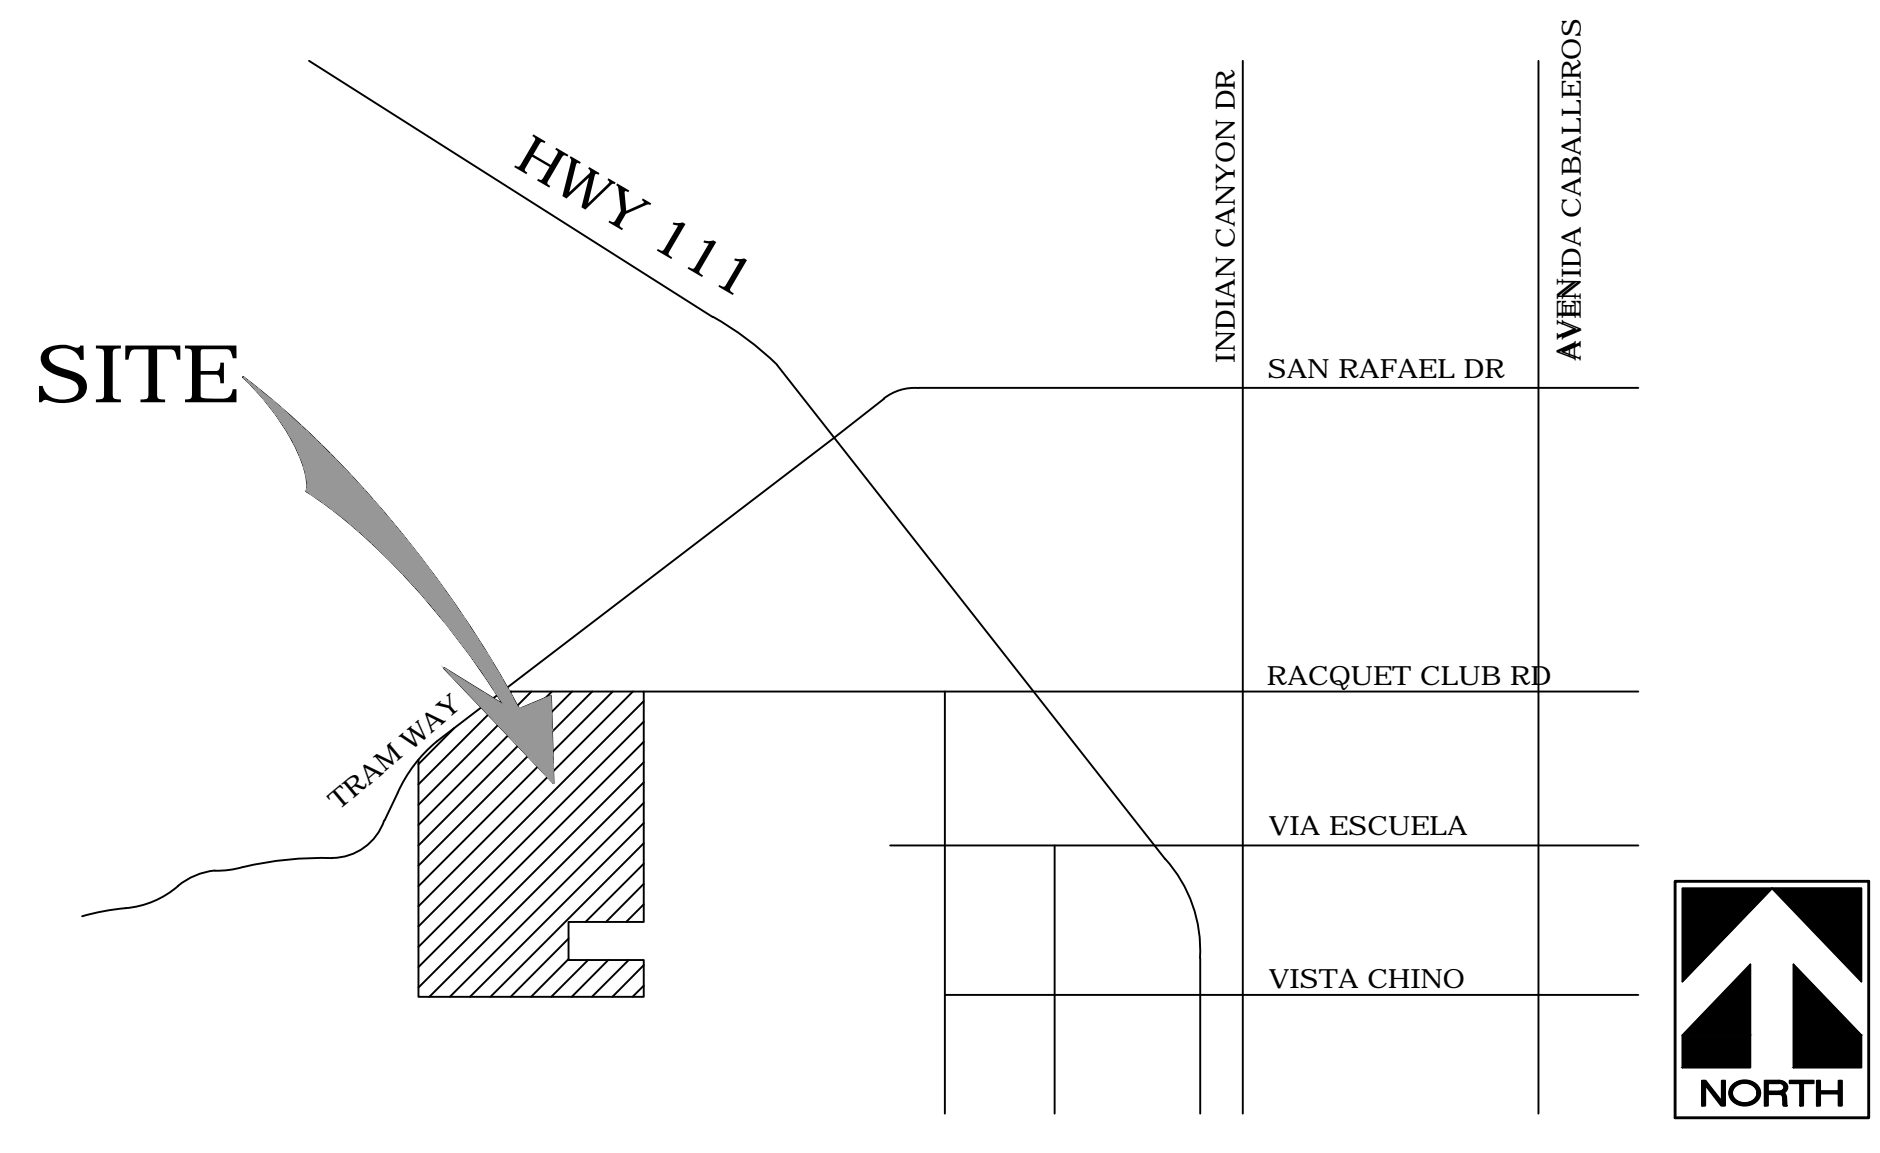 HWY 111
INDIAN CANYON DR
AVENIDA CABALLEROS
SITE
SAN RAFAEL DR
RACQUET CLUB RD
TRAM WAY
VIA ESCUELA
VISTA CHINO
NORTH